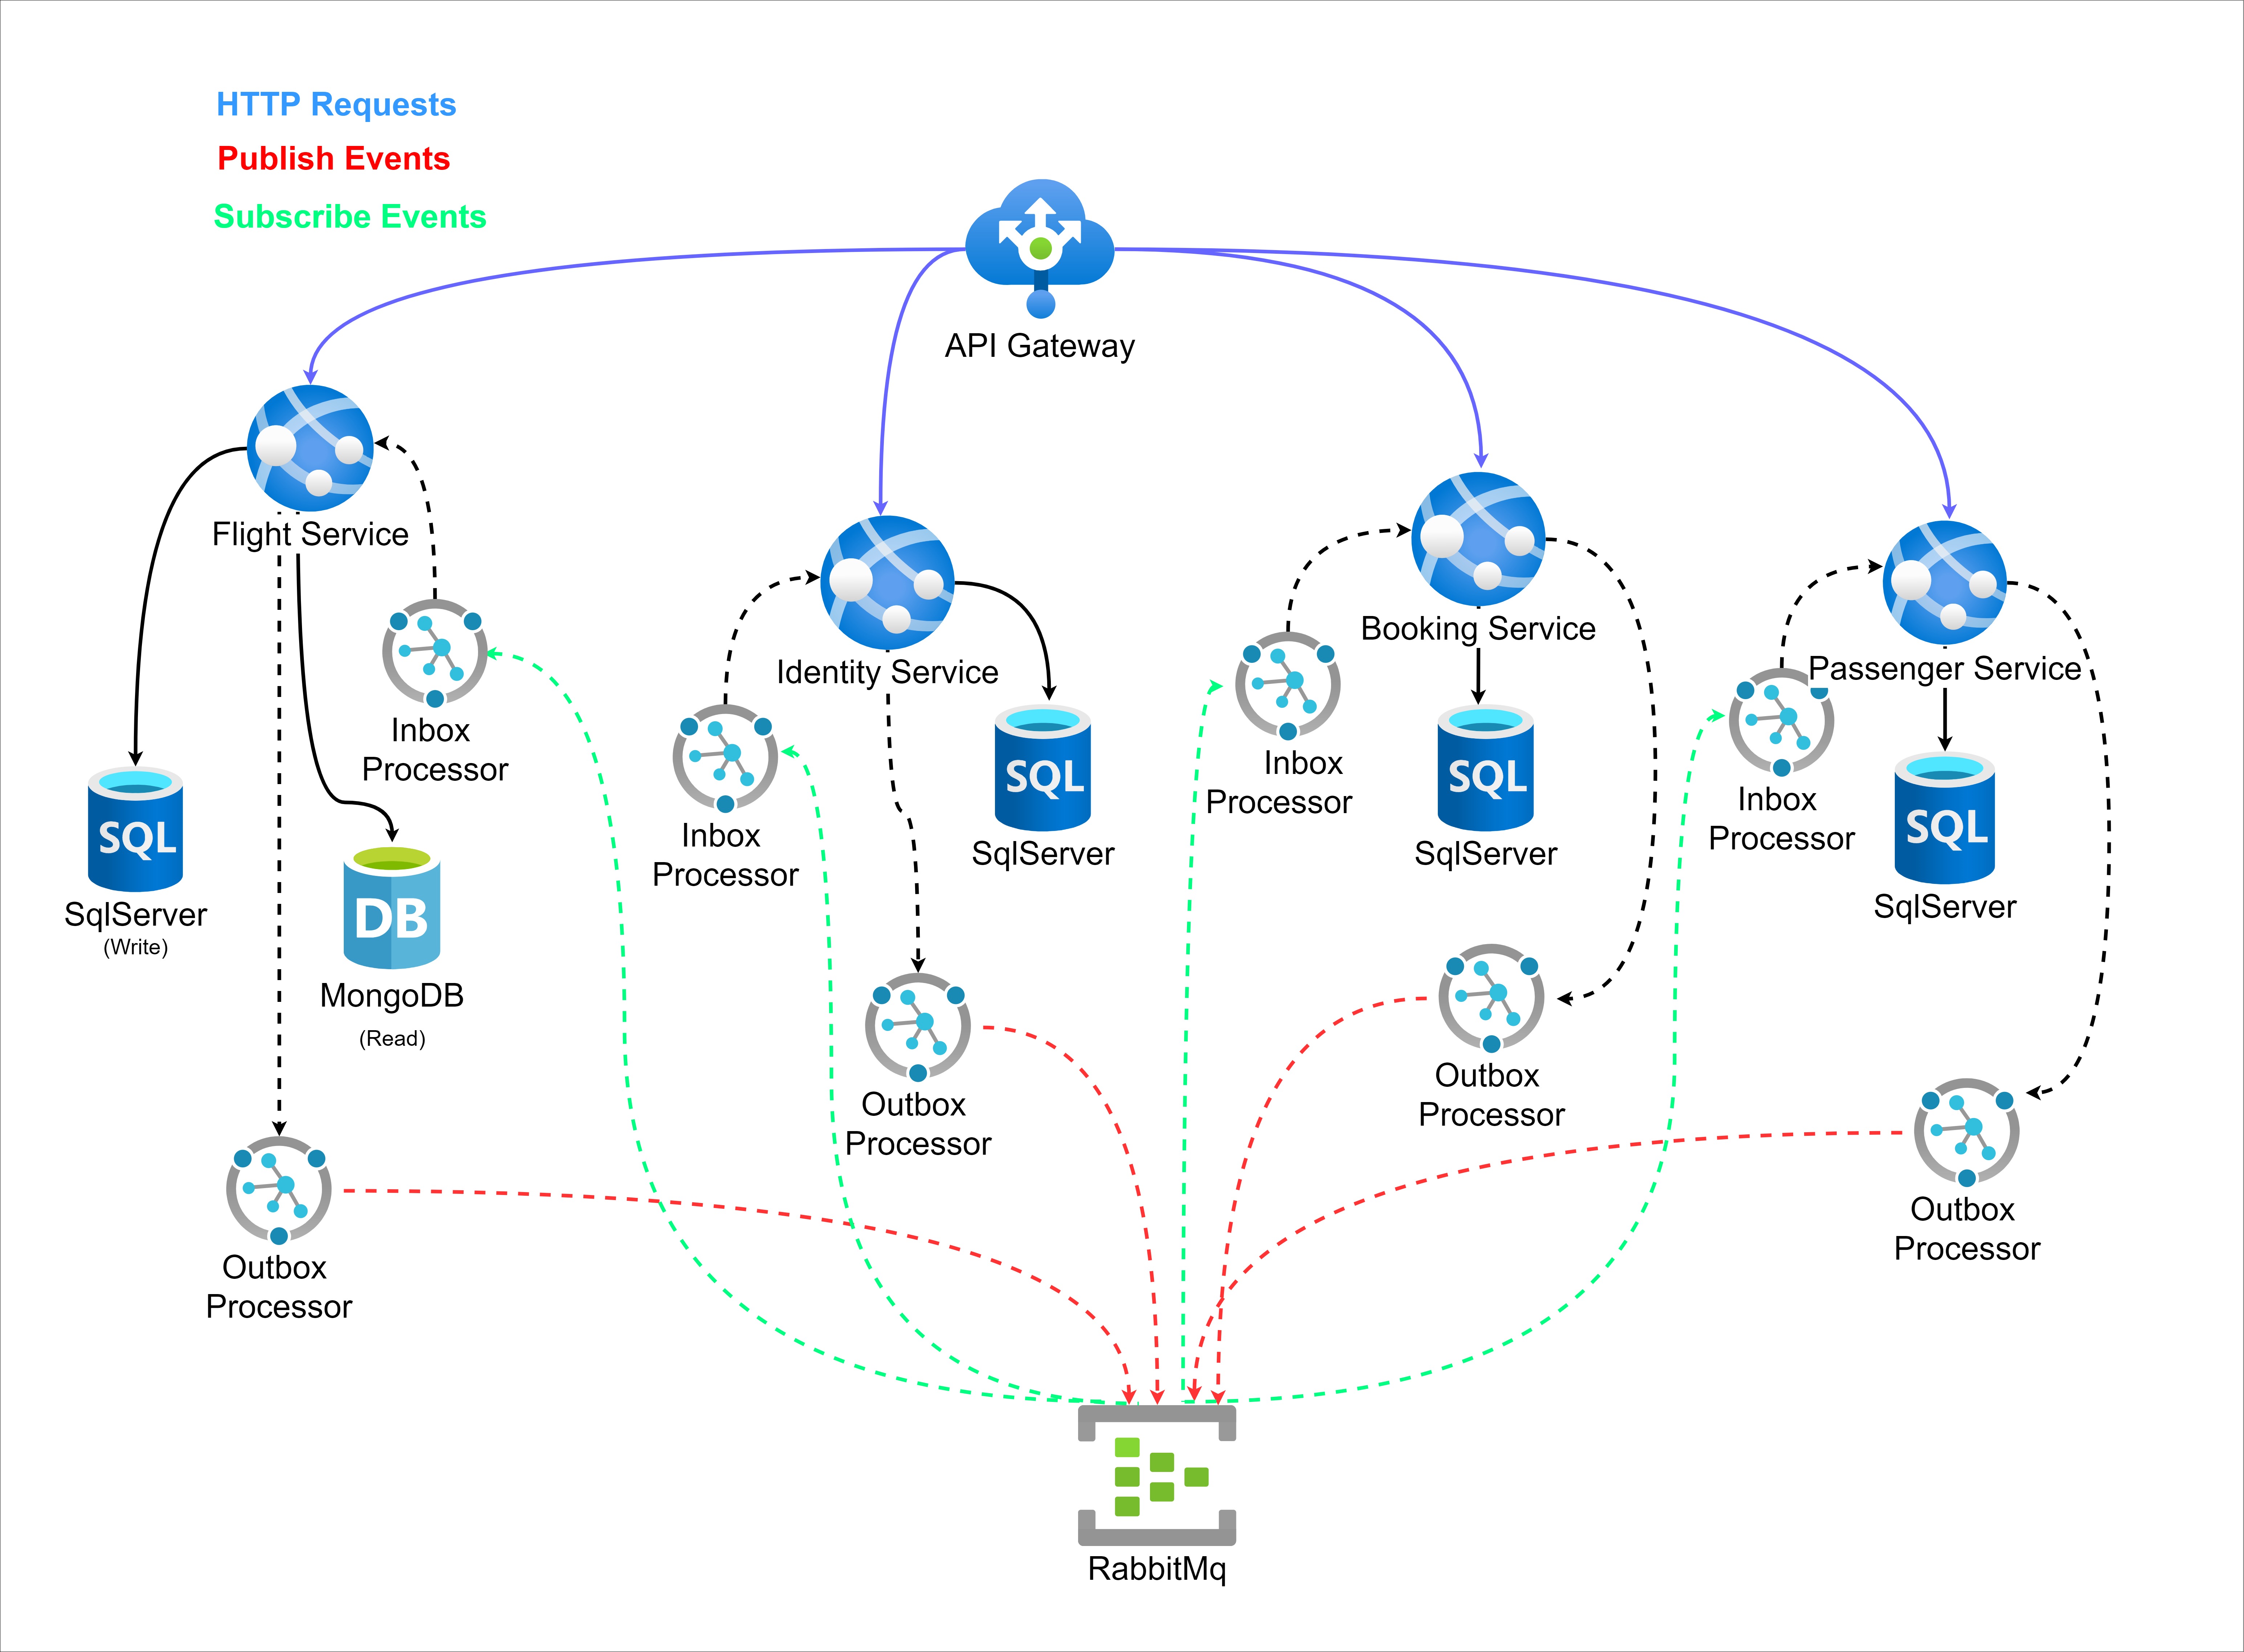 HTTP Requests
Publish Events
Subscribe Events
API Gateway
Flight Service
Identity Service
Booking Service
Passenger Service
Inbox
Processor
SQL
SqlServer
(Write)
DB
MongoDB
(Read)
Outbox
Processor
Inbox
Processor
SQL
SqlServer
Outbox
Processor
Inbox
Processor
SQL
SqlServer
Outbox
Processor
Inbox
Processor
SQL
SqlServer
Outbox
Processor
RabbitMq